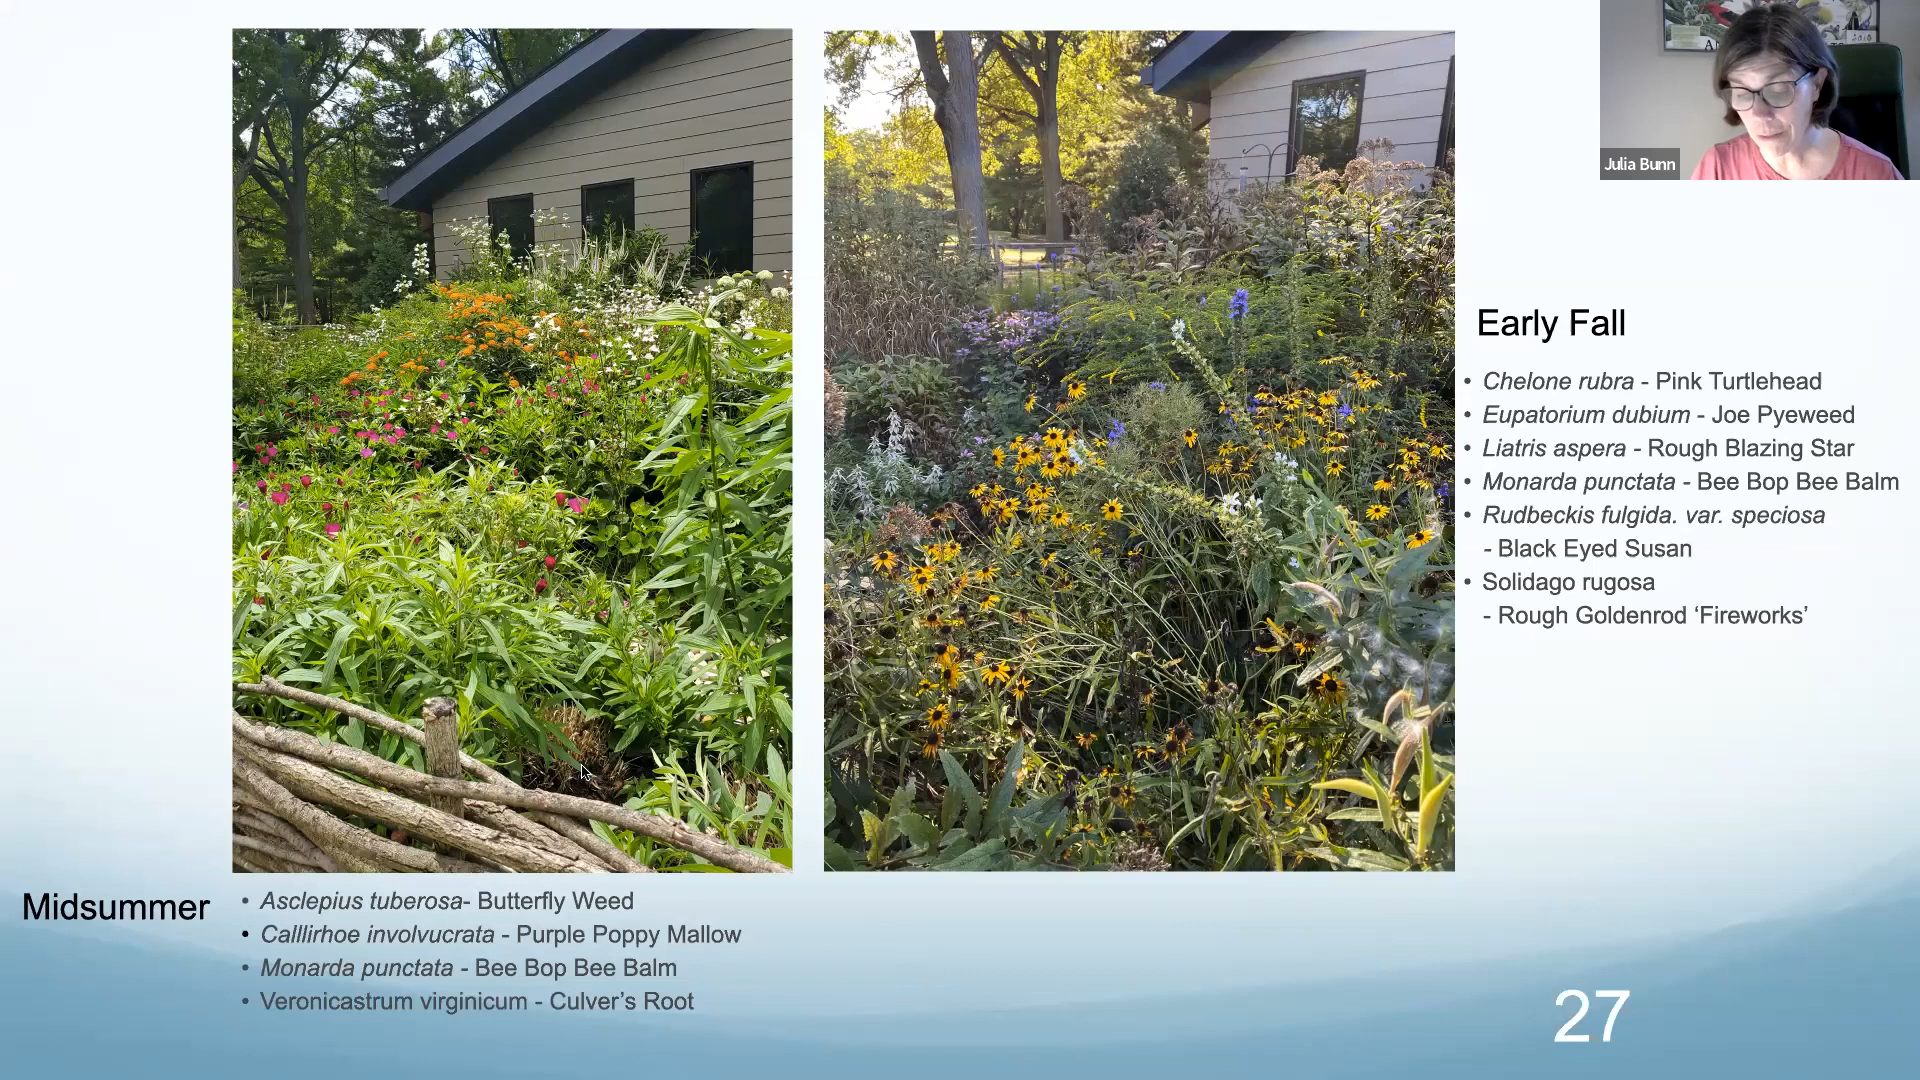 Julia Bunn
Early Fall
• Chelone rubra - Pink Turtlehead
• Eupatorium dubium - Joe Pyeweed
• Liatris aspera - Rough Blazing Star
• Monarda punctata - Bee Bop Bee Balm
• Rudbeckis fulgida. var. speciosa
- Black Eyed Susan
• Solidago rugosa
- Rough Goldenrod ‘Fireworks’
Midsummer
• Asclepius tuberosa- Butterfly Weed
• Calllirhoe involvucrata - Purple Poppy Mallow
• Monarda punctata - Bee Bop Bee Balm
• Veronicastrum virginicum - Culver’s Root
27